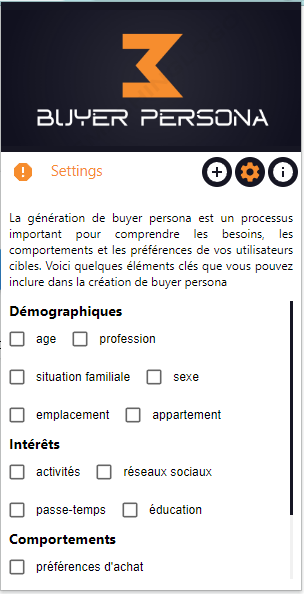 BUYER PERSONA
Settings
La génération de buyer persona est un processus
important pour comprendre les besoins, les
comportements et les préférences de vos utilisateurs
cibles. Voici quelques éléments clés que vous pouvez
inclure dans la création de buyer persona
Démographiques
age profession
situation familiale sexe
emplacement appartement
Intérêts
activités réseaux sociaux
passe-temps éducation
Comportements
préférences d'achat